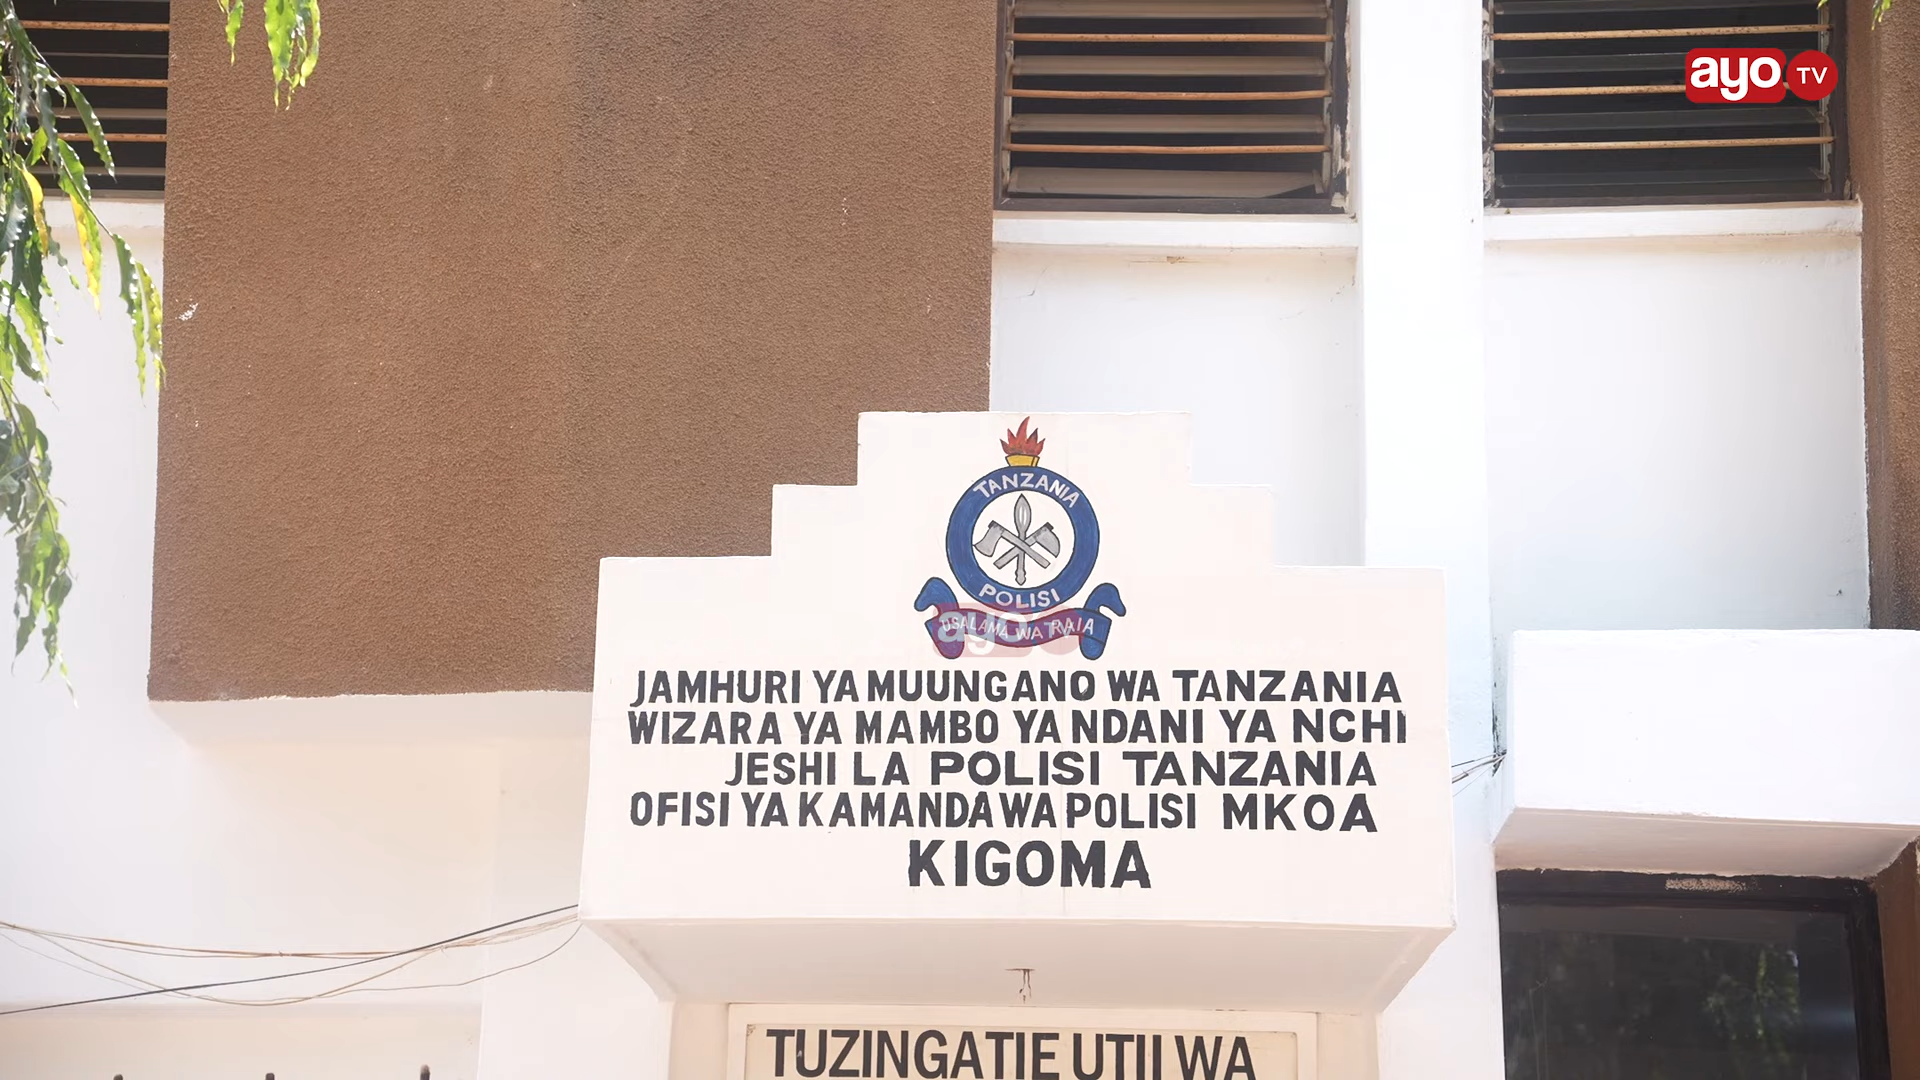 ayo TV
TANZANIA
POLISI
USALAMA WA RAIA
ayo
JAMHURI YA MUUNGANO WA TANZANIA
WIZARA YA MAMBO YA NDANI YA NCHI
JESHI LA POLISI TANZANIA
OFISI YA KAMANDA WA POLISI MKOA
KIGOMA
TUZINGATIE UTII WA